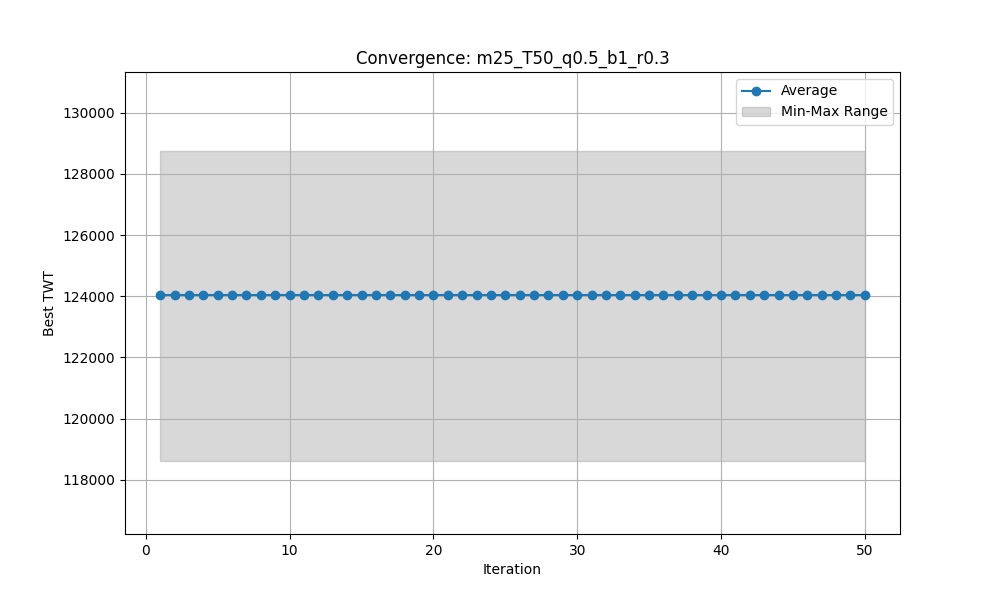 Convergence: m25_T50_q0.5_b1_r0.3
Average
Min-Max Range
130000
128000
126000
124000
122000
120000
118000
Best TWT
0 10 20 30 40 50
Iteration